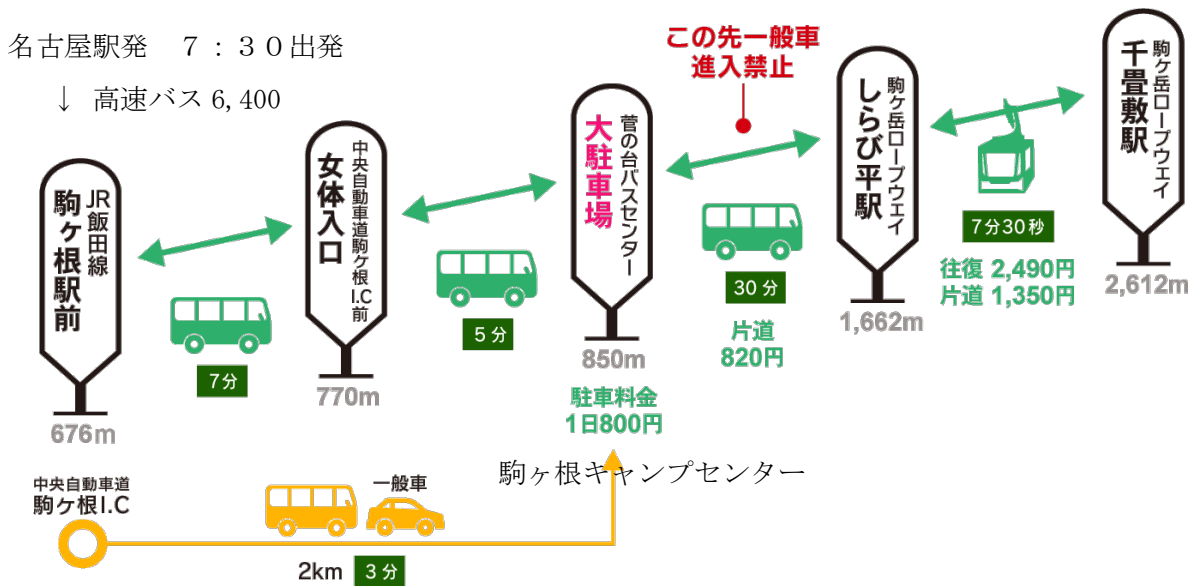 名古屋駅発　７：３０出発
↓ 高速バス 6,400
JR飯田線
駒ヶ根駅前
676m
7分
中央自動車道駒ヶ根I.C前
女体入口
770m
5分
菅の台バスセンター
大駐車場
850m
駐車料金
1日800円
この先一般車
進入禁止
30分
片道
820円
駒ヶ岳ロープウェイ
しらび平駅
1,662m
7分30秒
往復 2,490円
片道 1,350円
駒ヶ岳ロープウェイ
千畳敷駅
2,612m
駒ヶ根キャンプセンター
中央自動車道
駒ヶ根I.C
一般車
2km 3分